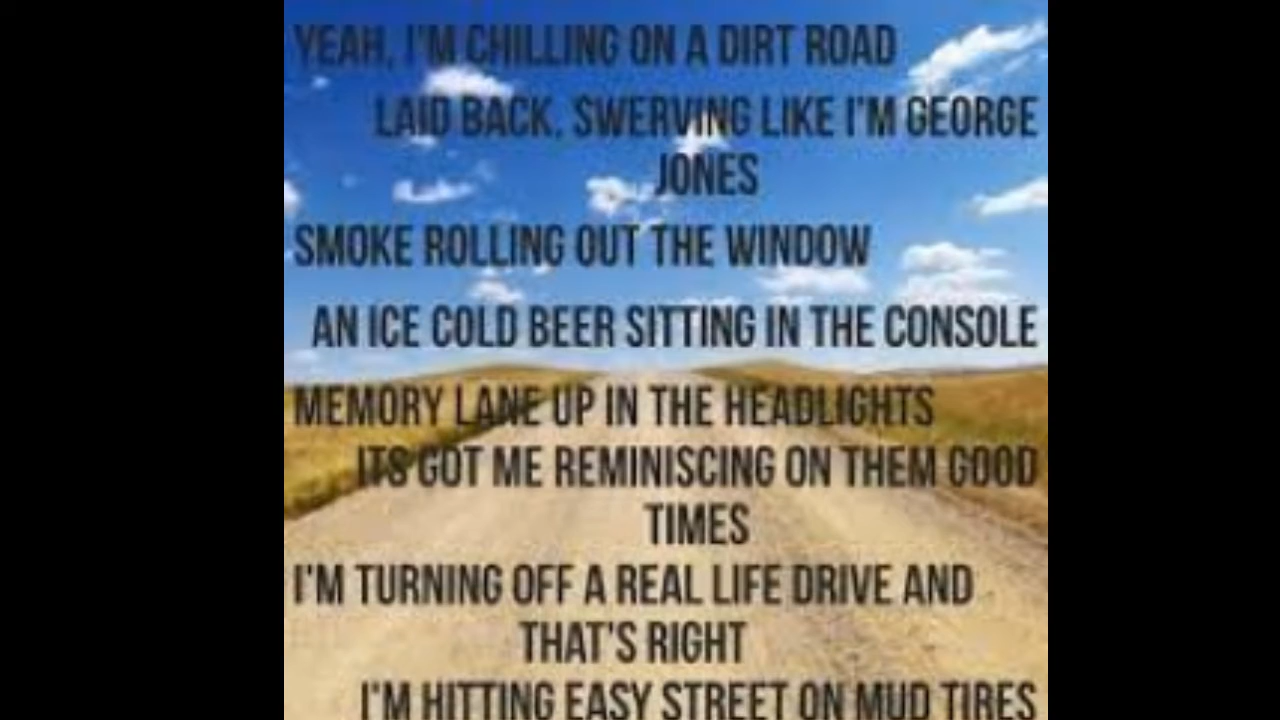 YEAH, I'M CHILLING ON A DIRT ROAD
LAID BACK, SWERVING LIKE I'M GEORGE
JONES
SMOKE ROLLING OUT THE WINDOW
AN ICE COLD BEER SITTING IN THE CONSOLE
MEMORY LANE UP IN THE HEADLIGHTS
ITS GOT ME REMINISCING ON THEM GOOD
TIMES
I'M TURNING OFF A REAL LIFE DRIVE AND
THAT'S RIGHT
I'M HITTING EASY STREET ON MUD TIRES